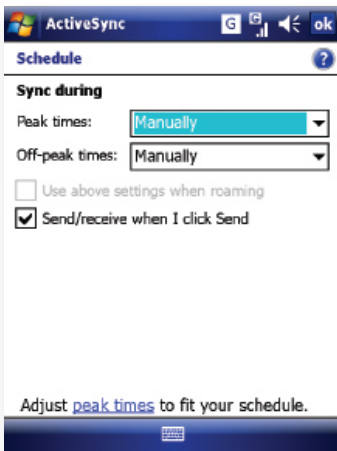 ActiveSync G G ok
Schedule ?
Sync during
Peak times: Manually
Off-peak times: Manually
Use above settings when roaming
Send/receive when I click Send
Adjust peak times to fit your schedule.